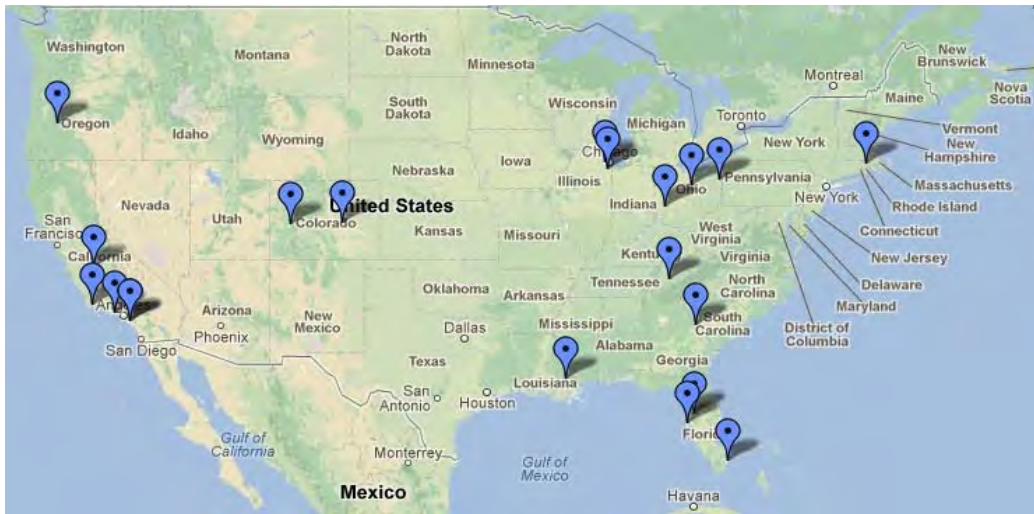 Washington
Montana
North
Dakota
Minnesota
Montreal
New
Brunswick
Nova
Scotia
Maine
Oregon
Idaho
Wyoming
South
Dakota
Wisconsin
Michigan
Toronto
New York
Vermont
New
Hampshire
Massachusetts
Rhode Island
Connecticut
New Jersey
Delaware
Maryland
District of
Columbia
Nebraska
Iowa
Illinois
Indiana
Ohio
Pennsylvania
New York
Nevada
Utah
Colorado
United States
Kansas
Missouri
West
Virginia
Virginia
San
California
Arizona
Phoenix
New
Mexico
Oklahoma
Arkansas
Tennessee
North
Carolina
South
Carolina
San Diego
Dallas
Texas
Mississippi
Alabama
Georgia
Louisiana
San
Antonio
Houston
Gulf of
California
Monterrey
Gulf of
Mexico
Mexico
Havana